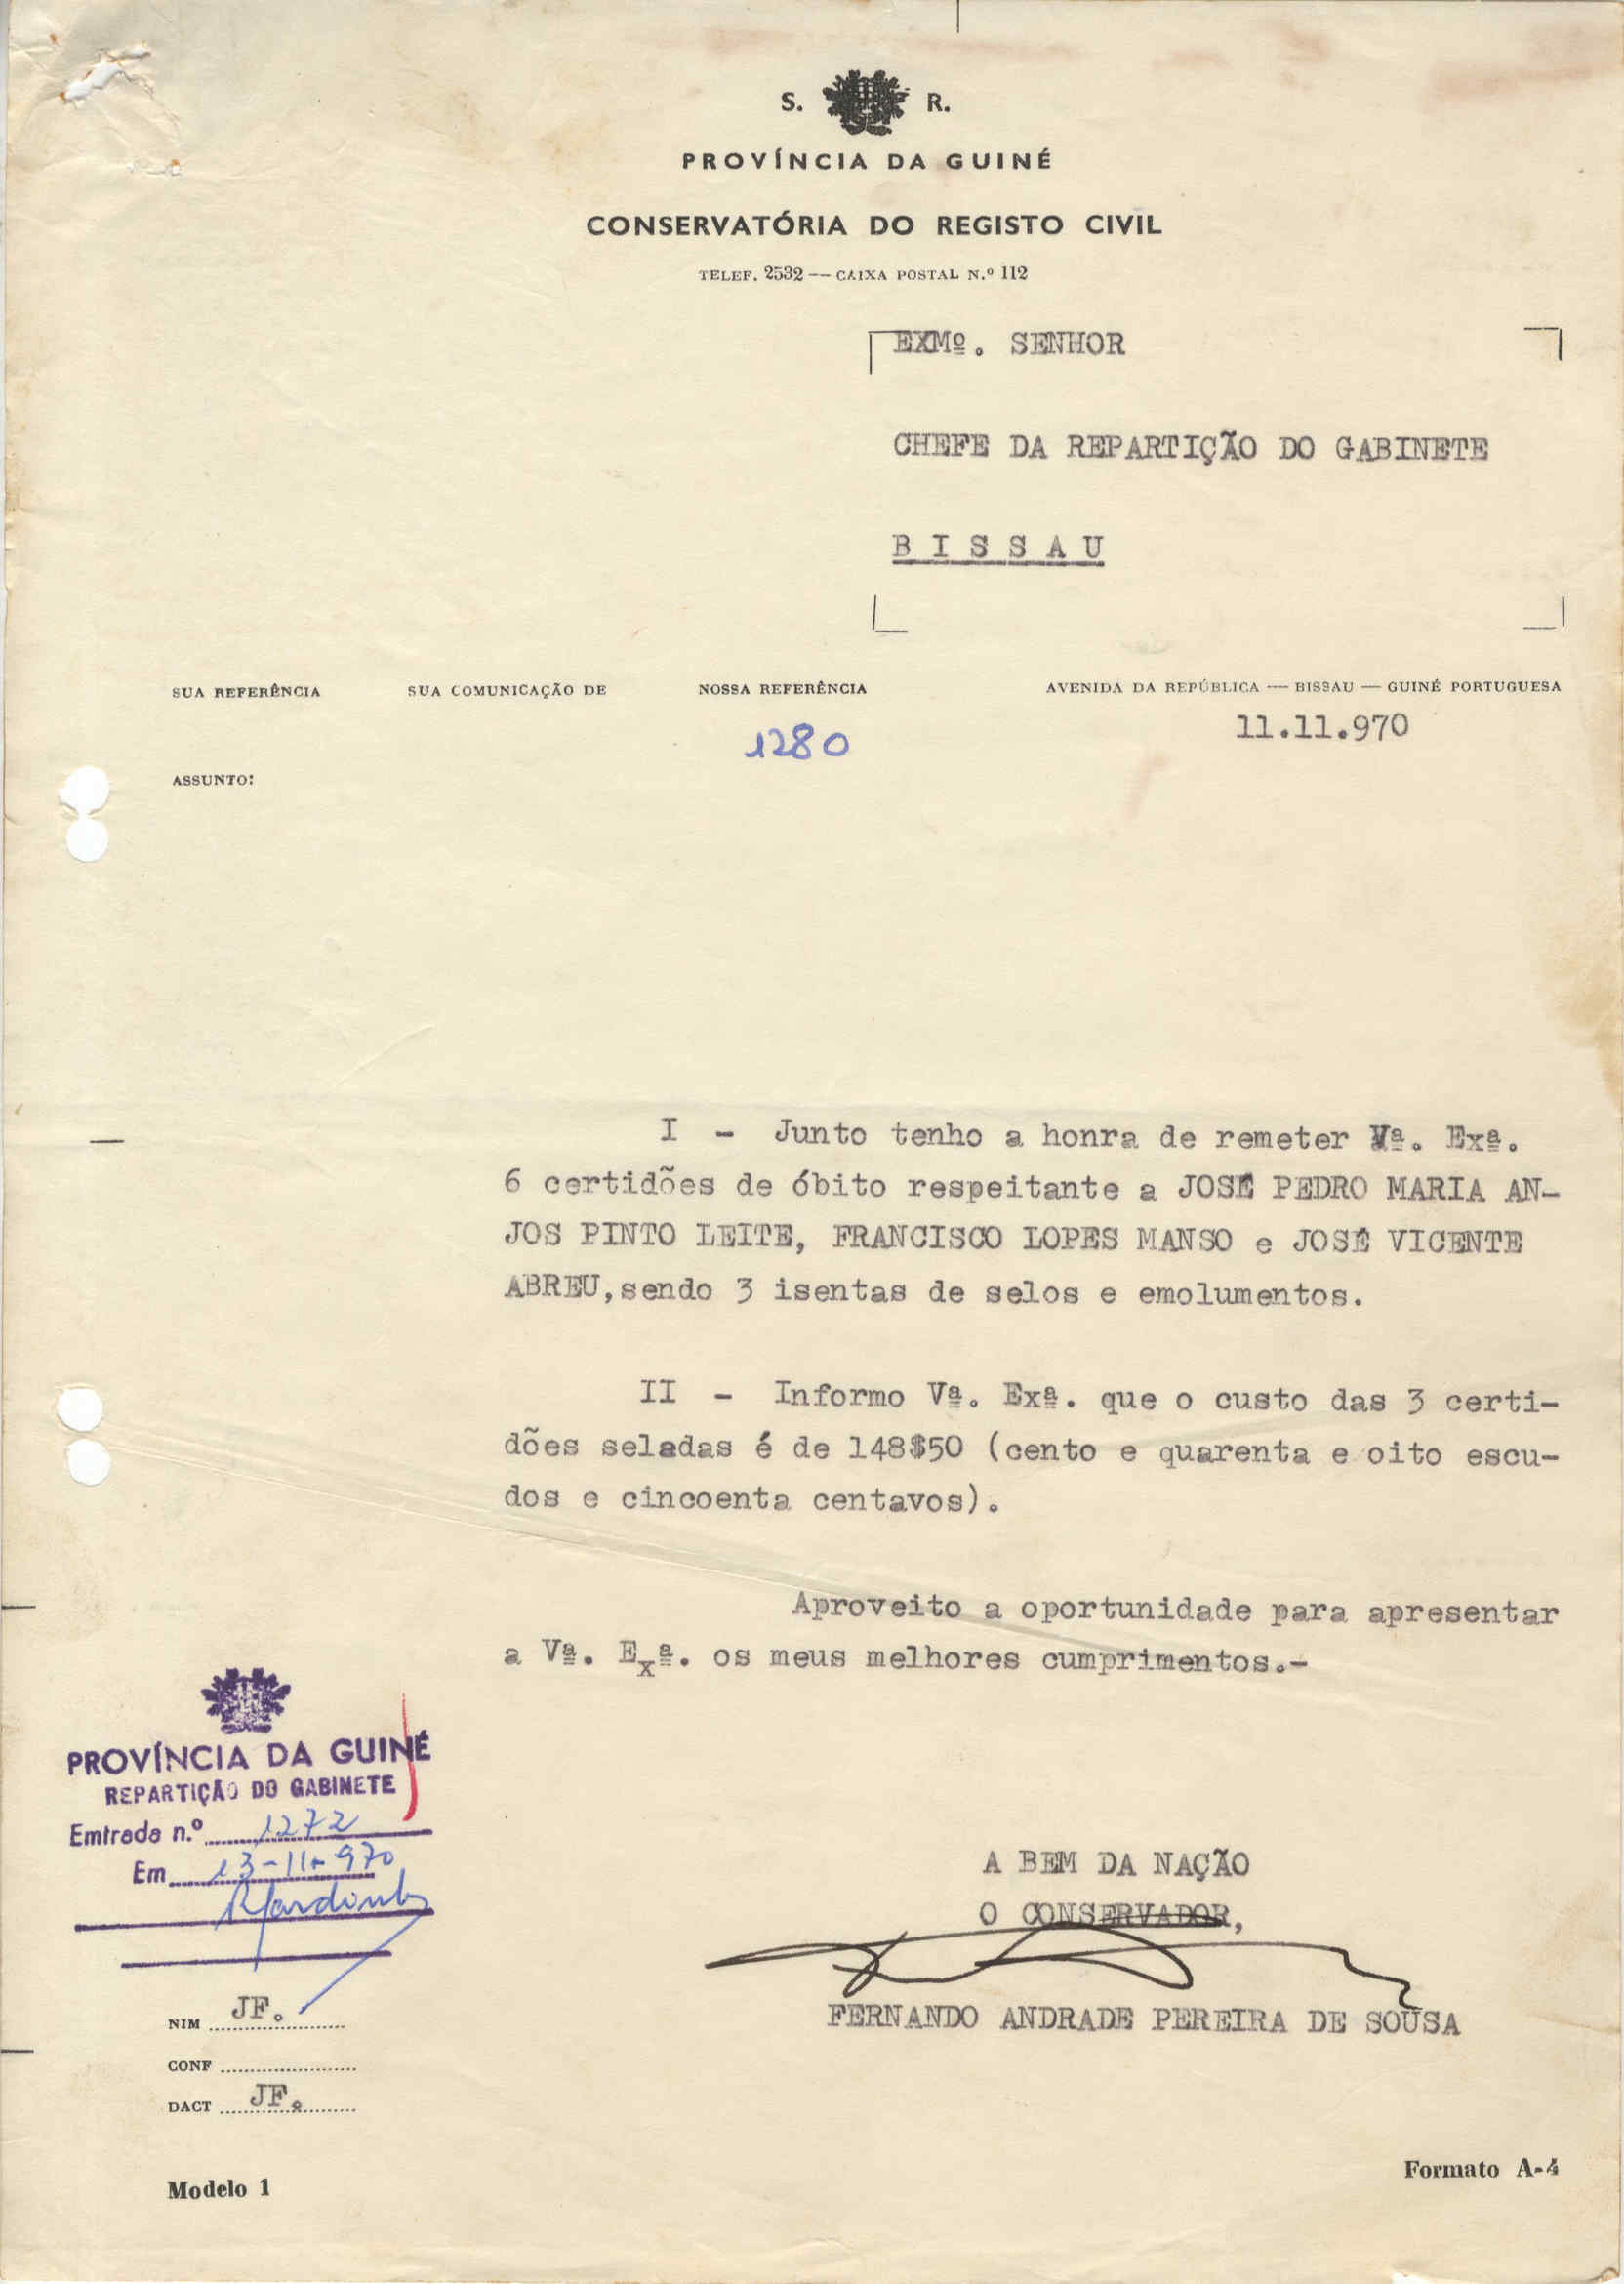 S. R.
PROVÍNCIA DA GUINÉ
CONSERVATÓRIA DO REGISTO CIVIL
TELEF. 2532 — CAIXA POSTAL N.º 112
EXMº. SENHOR
CHEFE DA REPARTIÇÃO DO GABINETE
B I S S A U
SUA REFERÊNCIA SUA COMUNICAÇÃO DE NOSSA REFERÊNCIA AVENIDA DA REPÚBLICA — BISSAU — GUINÉ PORTUGUESA
1280 11.11.970
ASSUNTO:
I - Junto tenho a honra de remeter Vª. Exª.
6 certidões de óbito respeitante a JOSÉ PEDRO MARIA AN-
JOS PINTO LEITE, FRANCISCO LOPES MANSO e JOSÉ VICENTE
ABREU, sendo 3 isentas de selos e emolumentos.
II - Informo Vª. Exª. que o custo das 3 certi-
dões seladas é de 148$50 (cento e quarenta e oito escu-
dos e cincoenta centavos).
Aproveito a oportunidade para apresentar
a Vª. Exª. os meus melhores cumprimentos.-
PROVÍNCIA DA GUINÉ
REPARTIÇÃO DO GABINETE
Emtrada n.º 1272
Em 13-11-970
A BEM DA NAÇÃO
O CONSERVADOR,
FERNANDO ANDRADE PEREIRA DE SOUSA
NIM JF.
CONF
DACT JF.
Modelo 1
Formato A-4